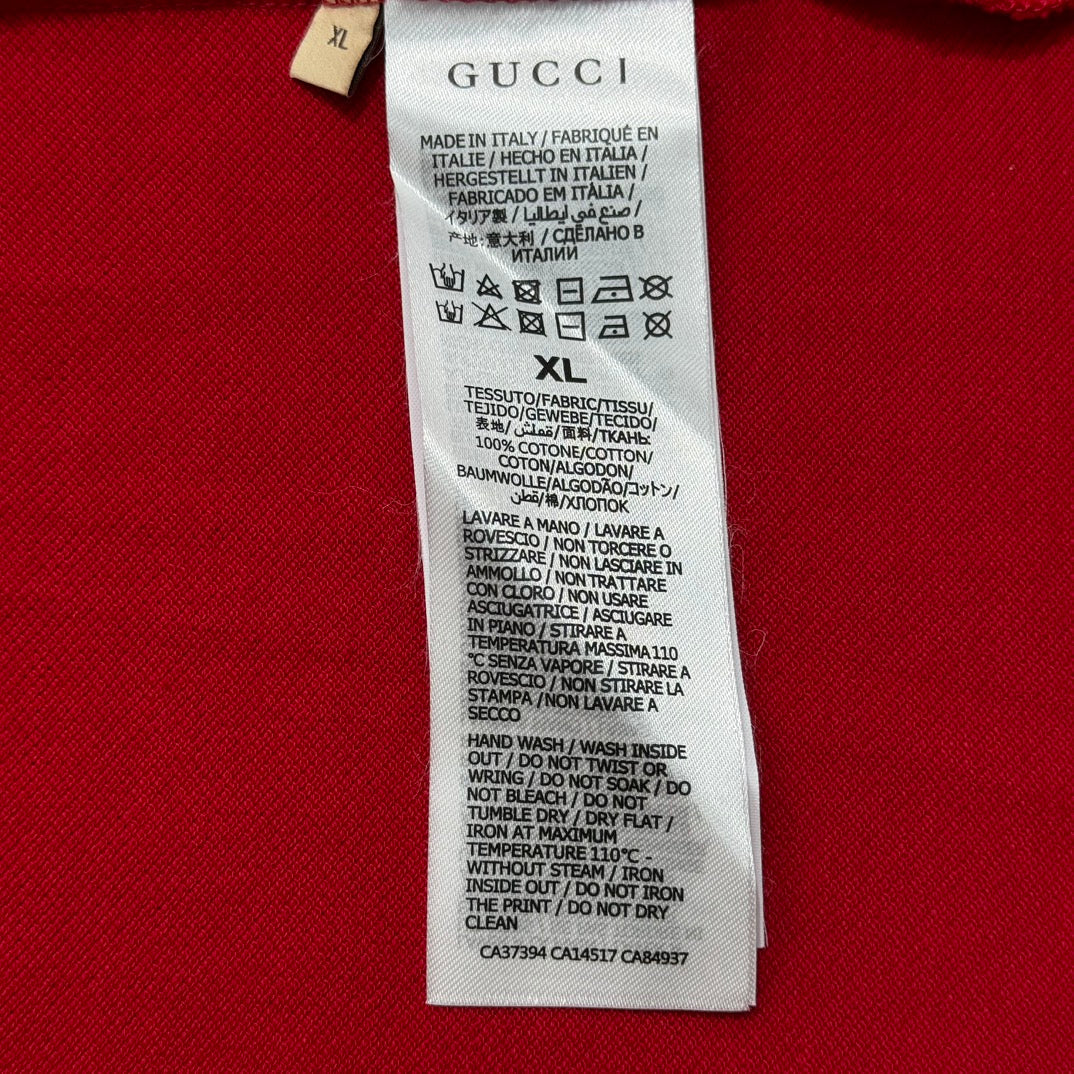 XL
GUCCI
MADE IN ITALY / FABRIQUÉ EN
ITALIE / HECHO EN ITALIA /
HERGESTELLT IN ITALIEN /
FABRICADO EM ITÀLIA /
イタリア製 / صنع في ايطاليا /
产地: 意大利 / СДЕЛАНО В
ИТАЛИИ
XL
TESSUTO/FABRIC/TISSU/
TEJIDO/GEWEBE/TECIDO/
表地/ قماش/面料/ТКАНЬ:
100% COTONE/COTTON/
COTON/ALGODON/
BAUMWOLLE/ALGODÃO/コットン/
قطن/棉/ХЛОПОК
LAVARE A MANO / LAVARE A
ROVESCIO / NON TORCERE O
STRIZZARE / NON LASCIARE IN
AMMOLLO / NON TRATTARE
CON CLORO / NON USARE
ASCIUGATRICE / ASCIUGARE
IN PIANO / STIRARE A
TEMPERATURA MASSIMA 110
°C SENZA VAPORE / STIRARE A
ROVESCIO / NON STIRARE LA
STAMPA /NON LAVARE A
SECCO
HAND WASH / WASH INSIDE
OUT / DO NOT TWIST OR
WRING / DO NOT SOAK / DO
NOT BLEACH / DO NOT
TUMBLE DRY / DRY FLAT /
IRON AT MAXIMUM
TEMPERATURE 110°C -
WITHOUT STEAM / IRON
INSIDE OUT / DO NOT IRON
THE PRINT / DO NOT DRY
CLEAN
CA37394 CA14517 CA84937